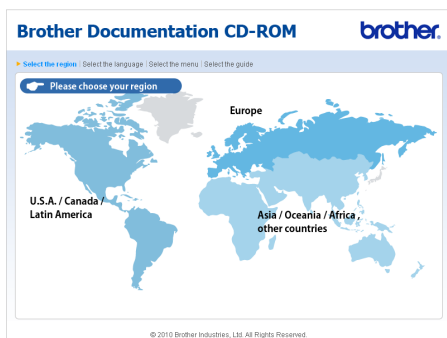 Brother Documentation CD-ROM
brother.
Select the region | Select the language | Select the menu | Select the guide
Please choose your region
Europe
U.S.A. / Canada /
Latin America
Asia / Oceania / Africa ,
other countries
© 2010 Brother Industries, Ltd. All Rights Reserved.